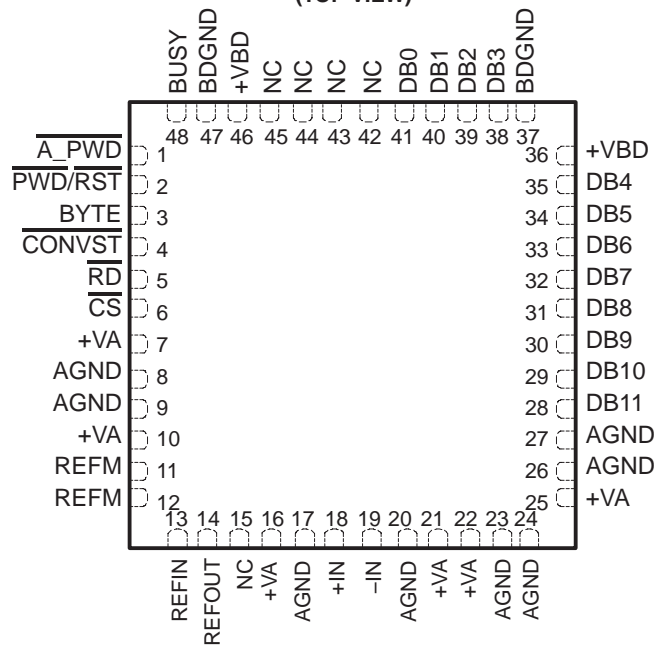 (TOP VIEW)
BUSY BDGND +VBD NC NC NC NC DB0 DB1 DB2 DB3 BDGND
48 47 46 45 44 43 42 41 40 39 38 37
A_PWD 1
PWD/RST 2
BYTE 3
CONVST 4
RD 5
CS 6
+VA 7
AGND 8
AGND 9
+VA 10
REFM 11
REFM 12
36 +VBD
35 DB4
34 DB5
33 DB6
32 DB7
31 DB8
30 DB9
29 DB10
28 DB11
27 AGND
26 AGND
25 +VA
13 14 15 16 17 18 19 20 21 22 23 24
REFIN REFOUT NC +VA AGND +IN −IN AGND +VA +VA AGND AGND